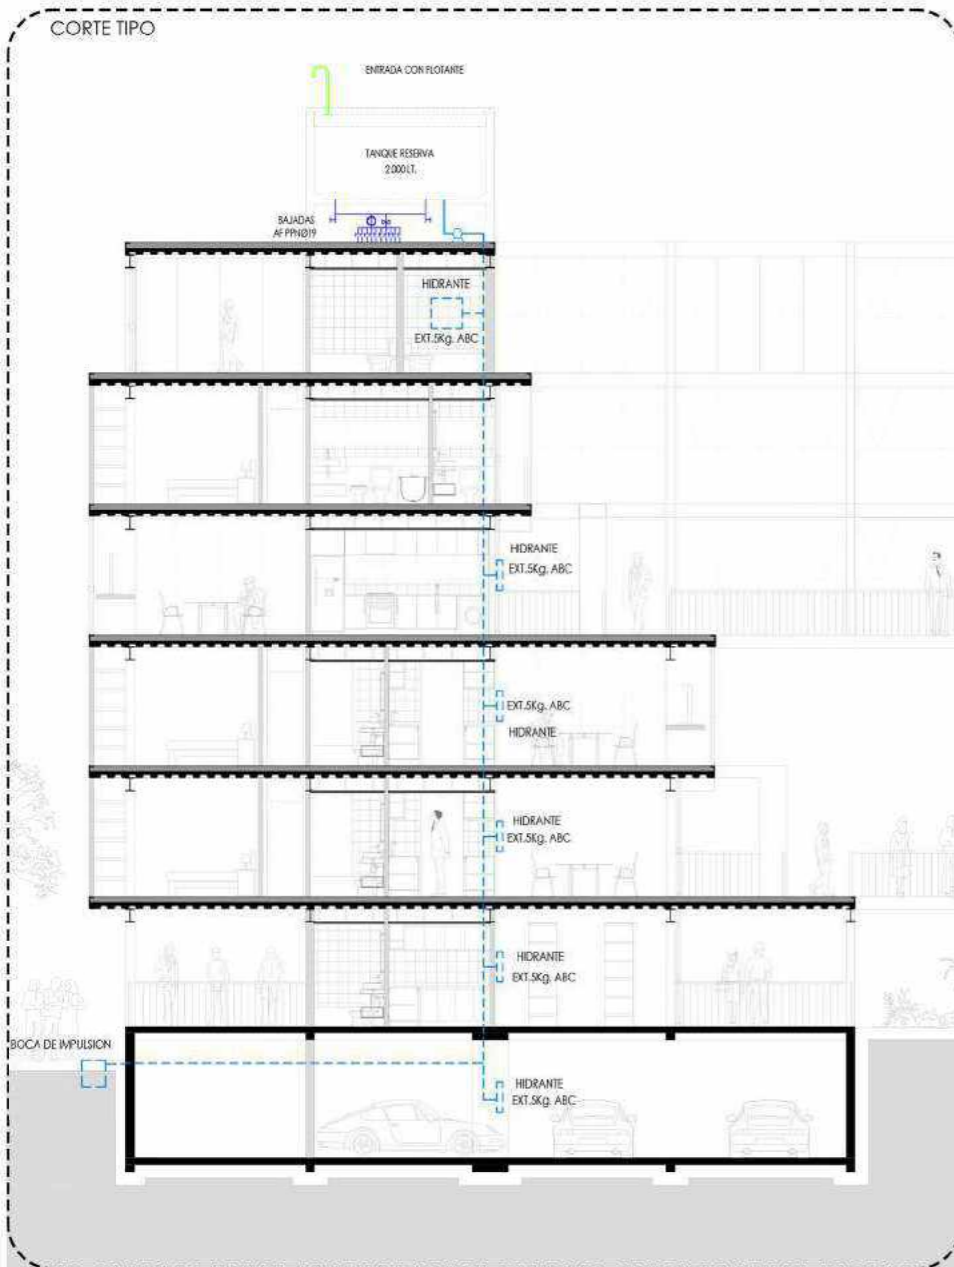 CORTE TIPO
ENTRADA CON FLOTANTE
TANQUE RESERVA
2.000 LT.
BAJADAS
AF PPNØ19
HIDRANTE
EXT.5Kg. ABC
HIDRANTE
EXT.5Kg. ABC
EXT.5Kg. ABC
HIDRANTE
HIDRANTE
EXT.5Kg. ABC
HIDRANTE
EXT.5Kg. ABC
BOCA DE IMPULSION
HIDRANTE
EXT.5Kg. ABC